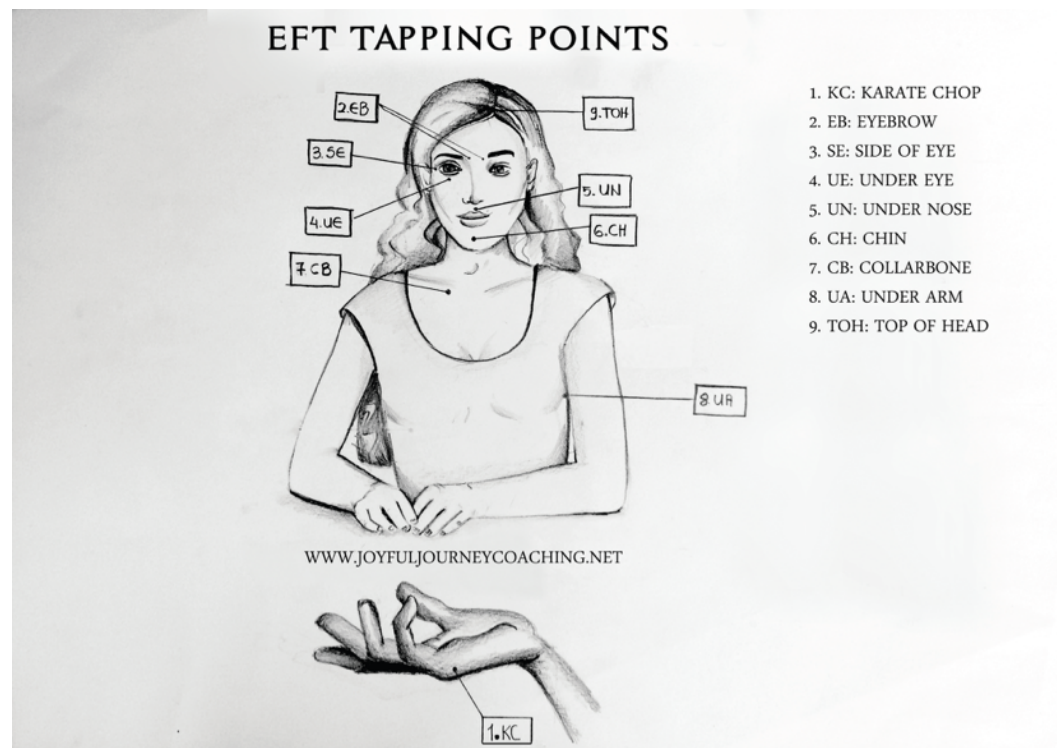 EFT TAPPING POINTS
2.EB
9.TOH
3.SE
5. UN
4.UE
6.CH
7.CB
8.UA
WWW.JOYFULJOURNEYCOACHING.NET
1.KC
1. KC: KARATE CHOP
2. EB: EYEBROW
3. SE: SIDE OF EYE
4. UE: UNDER EYE
5. UN: UNDER NOSE
6. CH: CHIN
7. CB: COLLARBONE
8. UA: UNDER ARM
9. TOH: TOP OF HEAD